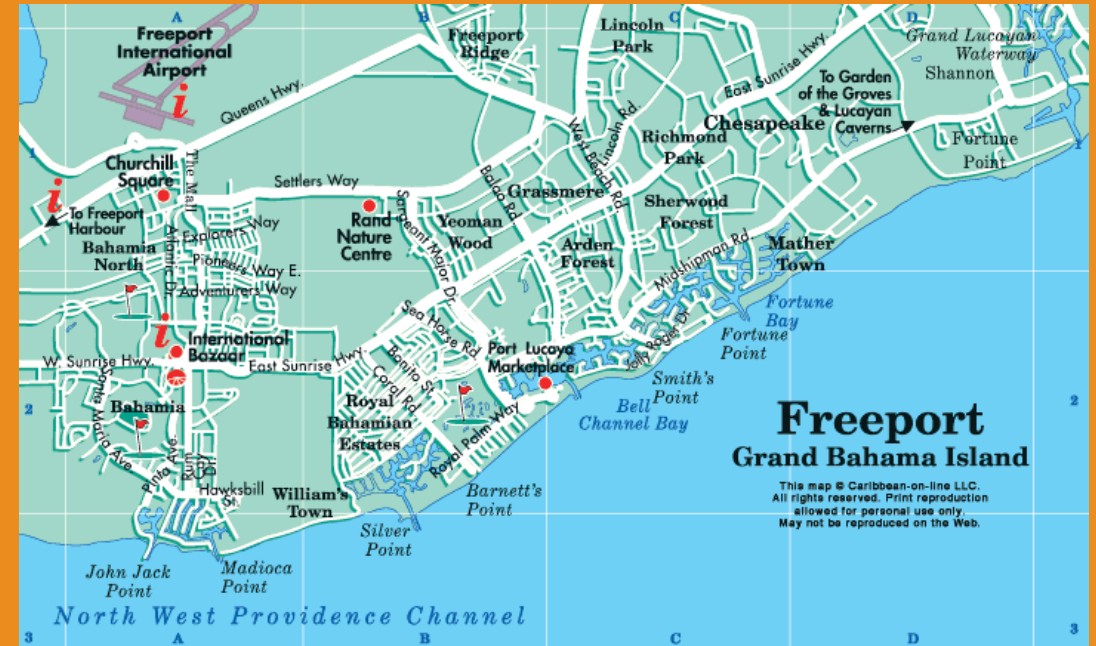 A
B
C
D
Freeport
International
Airport
i
Queens Hwy.
Freeport
Ridge
Lincoln
Park
East Sunrise Hwy.
Grand Lucayan
Waterway
Shannon
To Garden
of the Groves
& Lucayan
Caverns
Chesapeake
Fortune
Point
1
1
Churchill
Square
The Mall
i
To Freeport
Harbour
Settlers Way
Rand
Nature
Centre
Sargeant Major Dr.
Balao Rd.
West Beach Rd.
Lincoln Rd.
Richmond
Park
Grassmere
Yeoman
Wood
Sherwood
Forest
Arden
Forest
Midshipman Rd.
Mather
Town
Bahamia
North
Explorers Way
Pioneers Way E.
Adventurers Way
i
International
Bazaar
W. Sunrise Hwy.
East Sunrise Hwy.
Sea Horse Rd
Bonito St.
Coral Rd
Port Lucaya
Marketplace
Jolly Roger Dr
Fortune
Bay
Fortune
Point
Smith's
Point
Bell
Channel Bay
2
2
Bahamia
Santa Maria Ave.
Pinta Ave.
Hawksbill
St.
Royal
Bahamian
Estates
Royal Palm Way
William's
Town
Barnett's
Point
Silver
Point
John Jack
Point
Madioca
Point
Freeport
Grand Bahama Island
This map © Caribbean-on-line LLC.
All rights reserved. Print reproduction
allowed for personal use only.
May not be reproduced on the Web.
North West Providence Channel
3
A
B
C
D
3